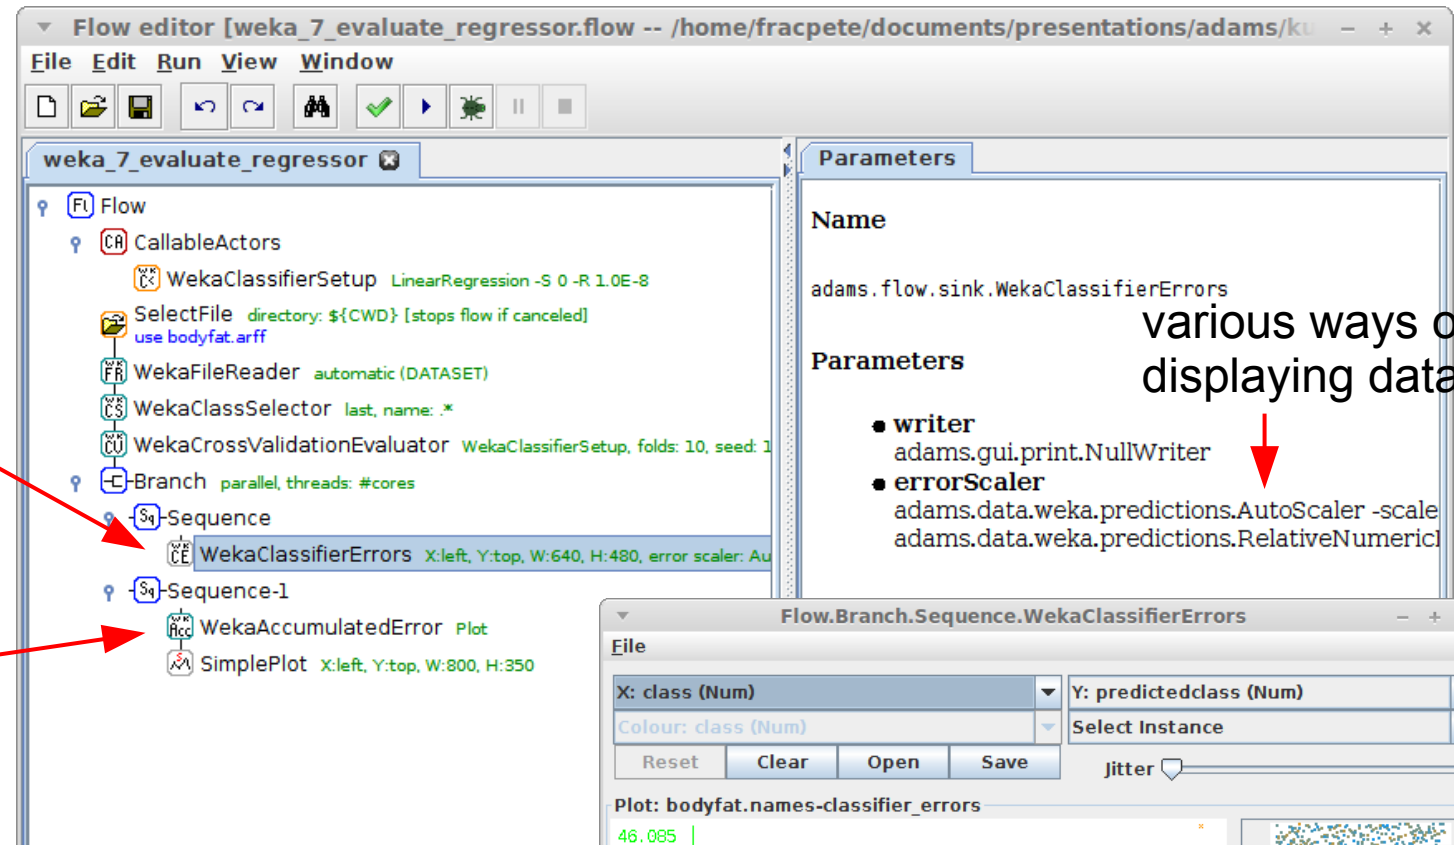 Flow editor [weka_7_evaluate_regressor.flow -- /home/fracpete/documents/presentations/adams/ku
File Edit Run View Window
weka_7_evaluate_regressor
Flow
CallableActors
WekaClassifierSetup LinearRegression -S 0 -R 1.0E-8
SelectFile directory: ${CWD} [stops flow if canceled]
use bodyfat.arff
WekaFileReader automatic (DATASET)
WekaClassSelector last, name: .*
WekaCrossValidationEvaluator WekaClassifierSetup, folds: 10, seed: 1
Branch parallel, threads: #cores
Sequence
WekaClassifierErrors X:left, Y:top, W:640, H:480, error scaler: Au
Sequence-1
WekaAccumulatedError Plot
SimplePlot X:left, Y:top, W:800, H:350
Parameters
Name
adams.flow.sink.WekaClassifierErrors
various ways o
displaying data
Parameters
writer
adams.gui.print.NullWriter
errorScaler
adams.data.weka.predictions.AutoScaler -scale
adams.data.weka.predictions.RelativeNumeric
Flow.Branch.Sequence.WekaClassifierErrors
File
X: class (Num)
Y: predictedclass (Num)
Colour: class (Num)
Select Instance
Reset Clear Open Save Jitter
Plot: bodyfat.names-classifier_errors
46.085